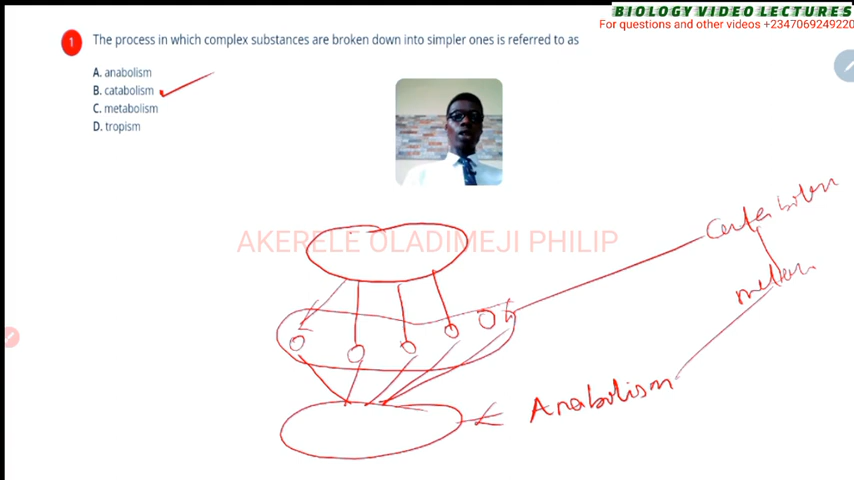 BIOLOGY VIDEO LECTURES
For questions and other videos +2347069249220
1 The process in which complex substances are broken down into simpler ones is referred to as
A. anabolism
B. catabolism
C. metabolism
D. tropism
AKERELE OLADIMEJI PHILIP
Anabolism